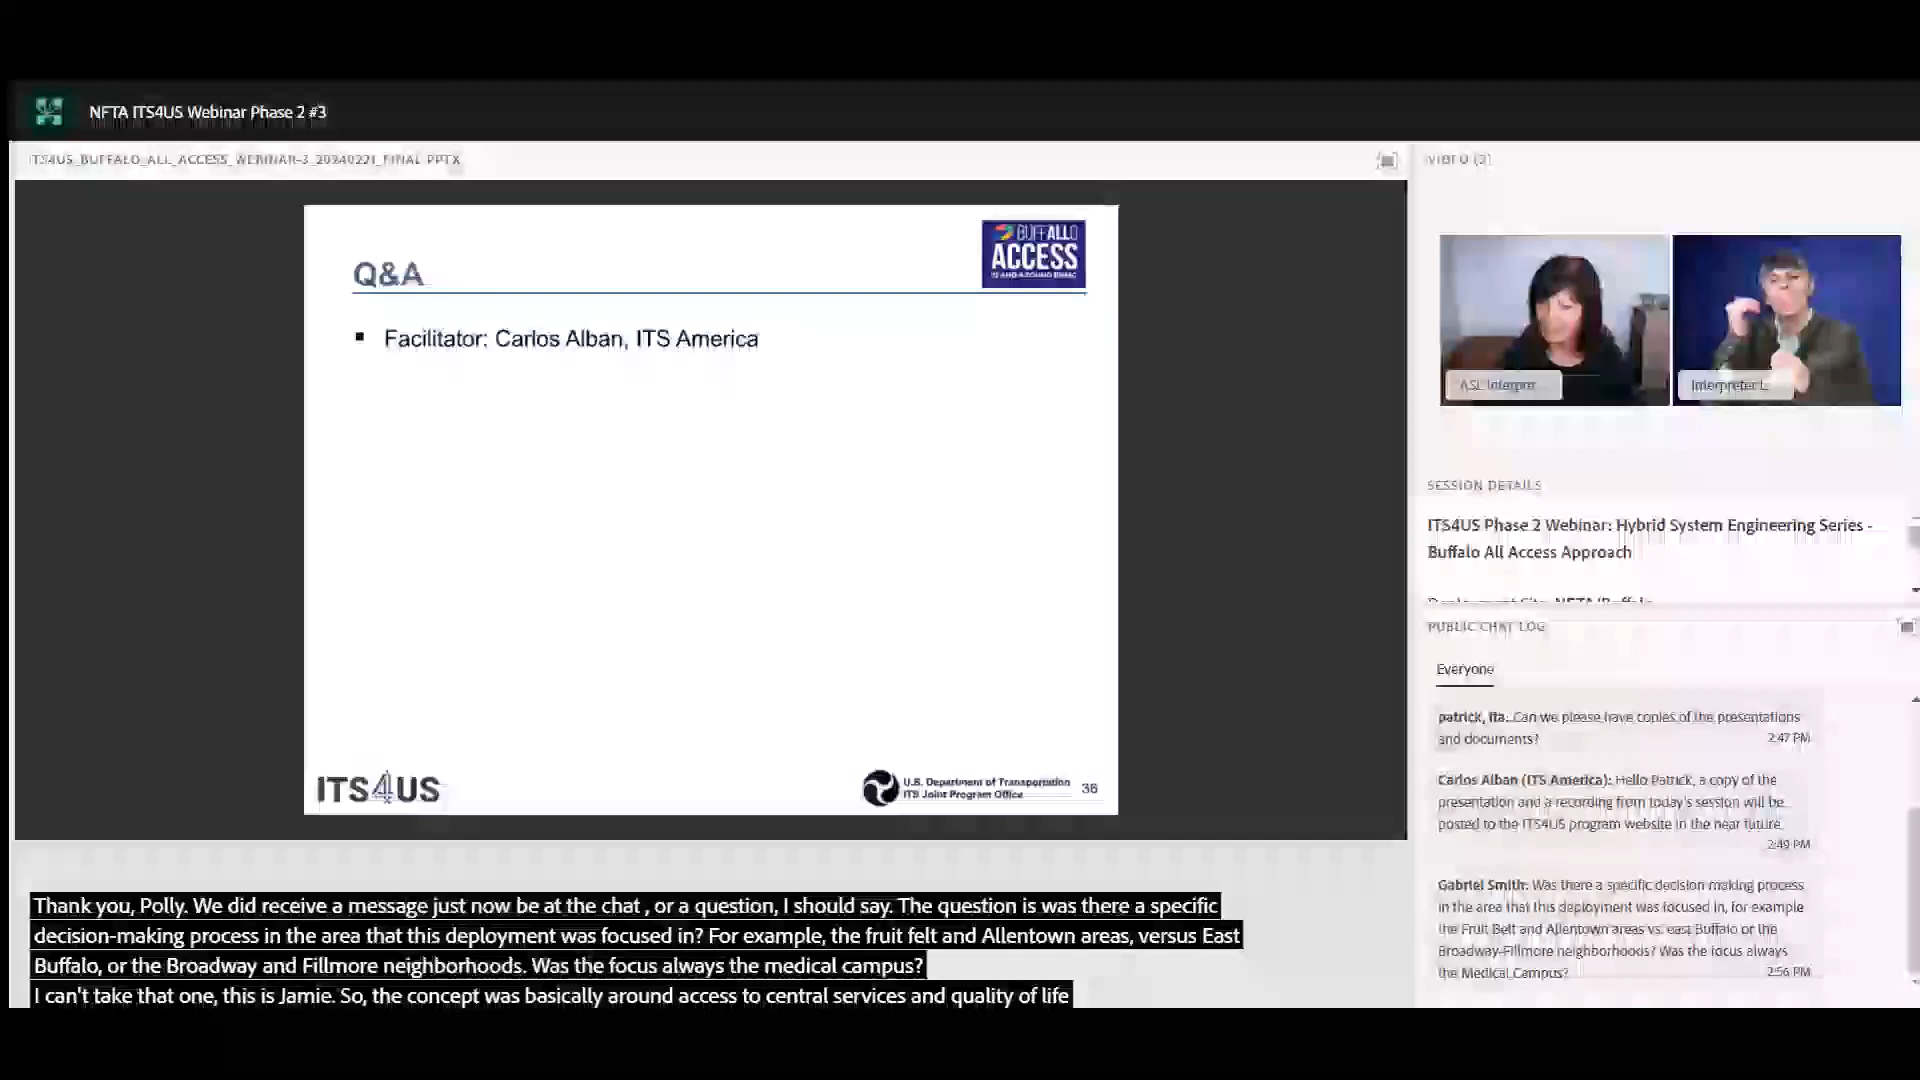 NFTA ITS4US Webinar Phase 2 #3
ITS4US_BUFFALO_ALL_ACCESS_WEBINAR-3_20240221_FINAL.PPTX
VIDEO (2)
BUFFALLO
ACCESS
Q&A
▪ Facilitator: Carlos Alban, ITS America
ASL Interpre...
Interpreter L
SESSION DETAILS
ITS4US Phase 2 Webinar: Hybrid System Engineering Series -
Buffalo All Access Approach
Deployment Site: NFTA/Buffalo
PUBLIC CHAT LOG
Everyone
patrick, ita: Can we please have copies of the presentations
and documents?
2:47 PM
Carlos Alban (ITS America): Hello Patrick, a copy of the
presentation and a recording from today's session will be
posted to the ITS4US program website in the near future.
2:49 PM
Gabriel Smith: Was there a specific decision making process
in the area that this deployment was focused in, for example
the Fruit Belt and Allentown areas vs. east Buffalo or the
Broadway-Fillmore neighborhoods? Was the focus always
the Medical Campus?
2:56 PM
ITS4US
U.S. Department of Transportation
ITS Joint Program Office
36
Thank you, Polly. We did receive a message just now be at the chat , or a question, I should say. The question is was there a specific
decision-making process in the area that this deployment was focused in? For example, the fruit felt and Allentown areas, versus East
Buffalo, or the Broadway and Fillmore neighborhoods. Was the focus always the medical campus?
I can't take that one, this is Jamie. So, the concept was basically around access to central services and quality of life